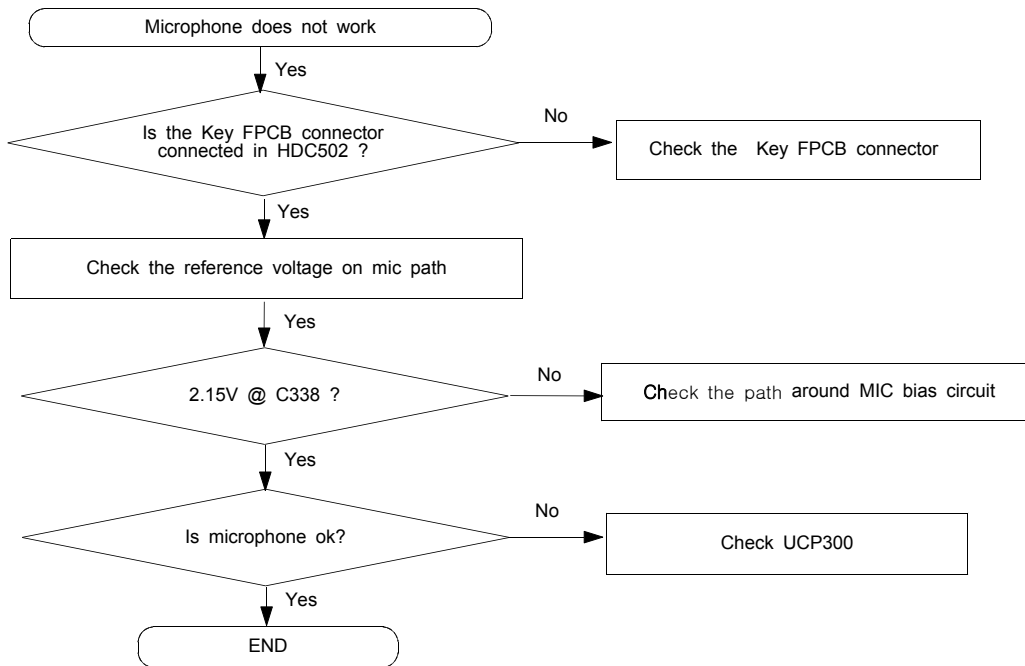 Microphone does not work
Yes
Is the Key FPCB connector
connected in HDC502 ?
No
Check the Key FPCB connector
Yes
Check the reference voltage on mic path
Yes
2.15V @ C338 ?
No
Check the path around MIC bias circuit
Yes
Is microphone ok?
No
Check UCP300
Yes
END